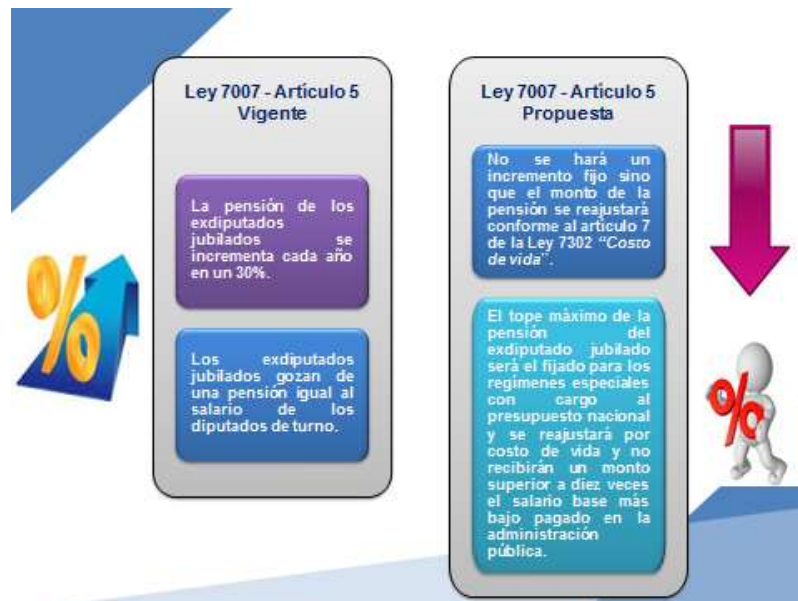 Ley 7007 - Artículo 5
Vigente
La pensión de los
exdiputados
jubilados se
incrementa cada año
en un 30%.
Los exdiputados
jubilados gozan de
una pensión igual al
salario de los
diputados de turno.
Ley 7007 - Artículo 5
Propuesta
No se hará un
incremento fijo sino
que el monto de la
pensión se reajustará
conforme al artículo 7
de la Ley 7302 “Costo
de vida”.
El tope máximo de la
pensión del
exdiputado jubilado
será el fijado para los
regímenes especiales
con cargo al
presupuesto nacional
y se reajustará por
costo de vida y no
recibirán un monto
superior a diez veces
el salario base más
bajo pagado en la
administración
pública.
%
%